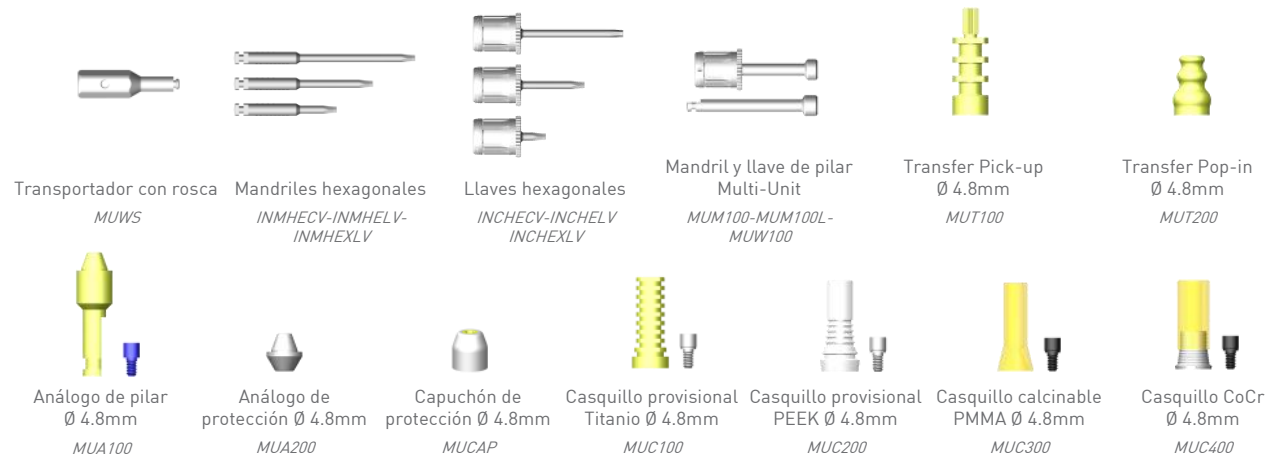 Transportador con rosca
MUWS
Mandriles hexagonales
INMHECV-INMHELV-
INMHEXLV
Llaves hexagonales
INCHECV-INCHELV
INCHEXLV
Mandril y llave de pilar
Multi-Unit
MUM100-MUM100L-
MUW100
Transfer Pick-up
Ø 4.8mm
MUT100
Transfer Pop-in
Ø 4.8mm
MUT200
Análogo de pilar
Ø 4.8mm
MUA100
Análogo de
protección Ø 4.8mm
MUA200
Capuchón de
protección Ø 4.8mm
MUCAP
Casquillo provisional
Titanio Ø 4.8mm
MUC100
Casquillo provisional
PEEK Ø 4.8mm
MUC200
Casquillo calcinable
PMMA Ø 4.8mm
MUC300
Casquillo CoCr
Ø 4.8mm
MUC400